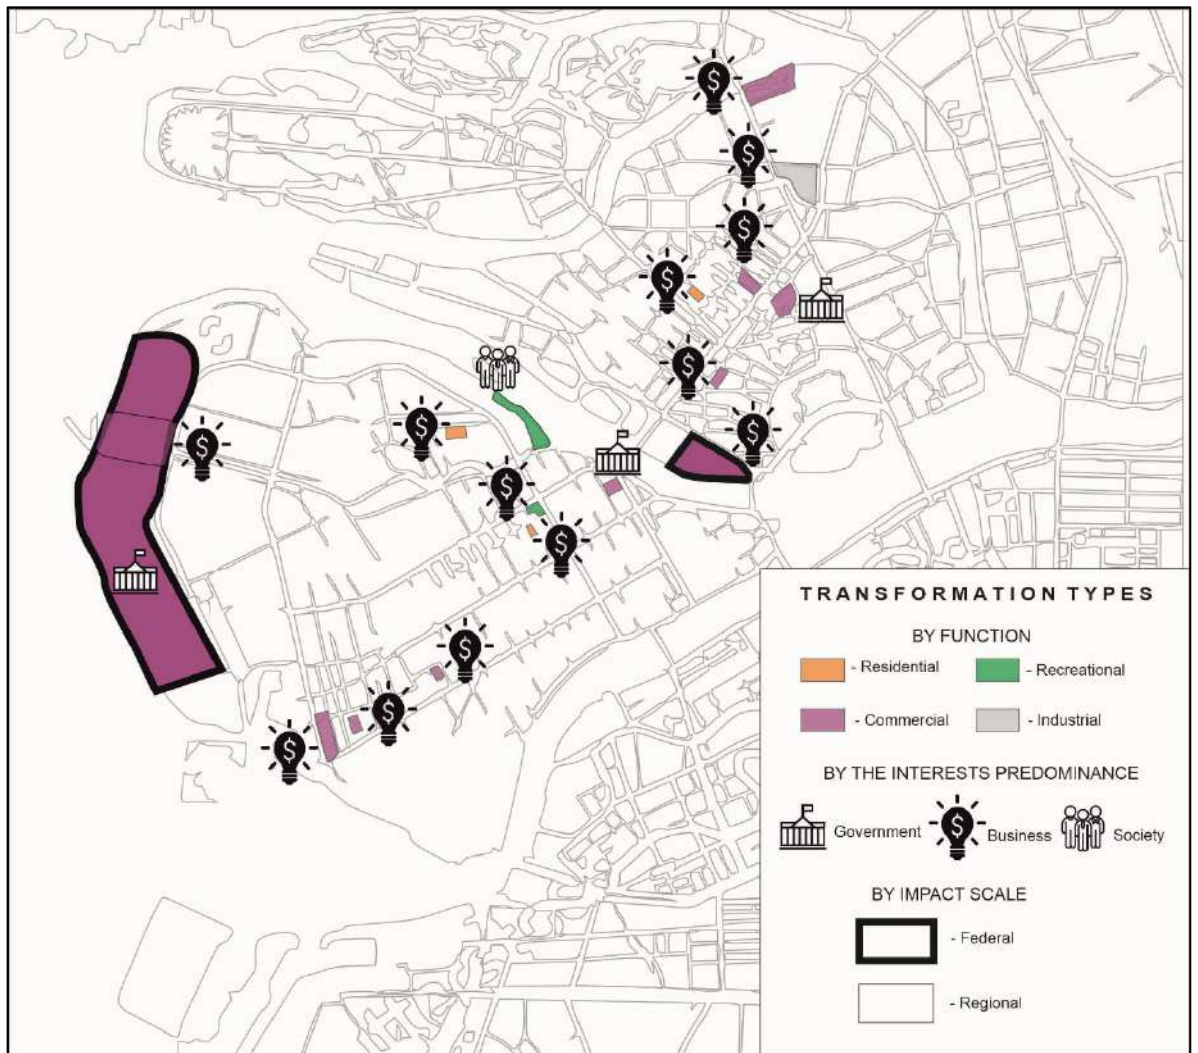 TRANSFORMATION TYPES
BY FUNCTION
- Residential
- Recreational
- Commercial
- Industrial
BY THE INTERESTS PREDOMINANCE
Government
Business
Society
BY IMPACT SCALE
- Federal
- Regional